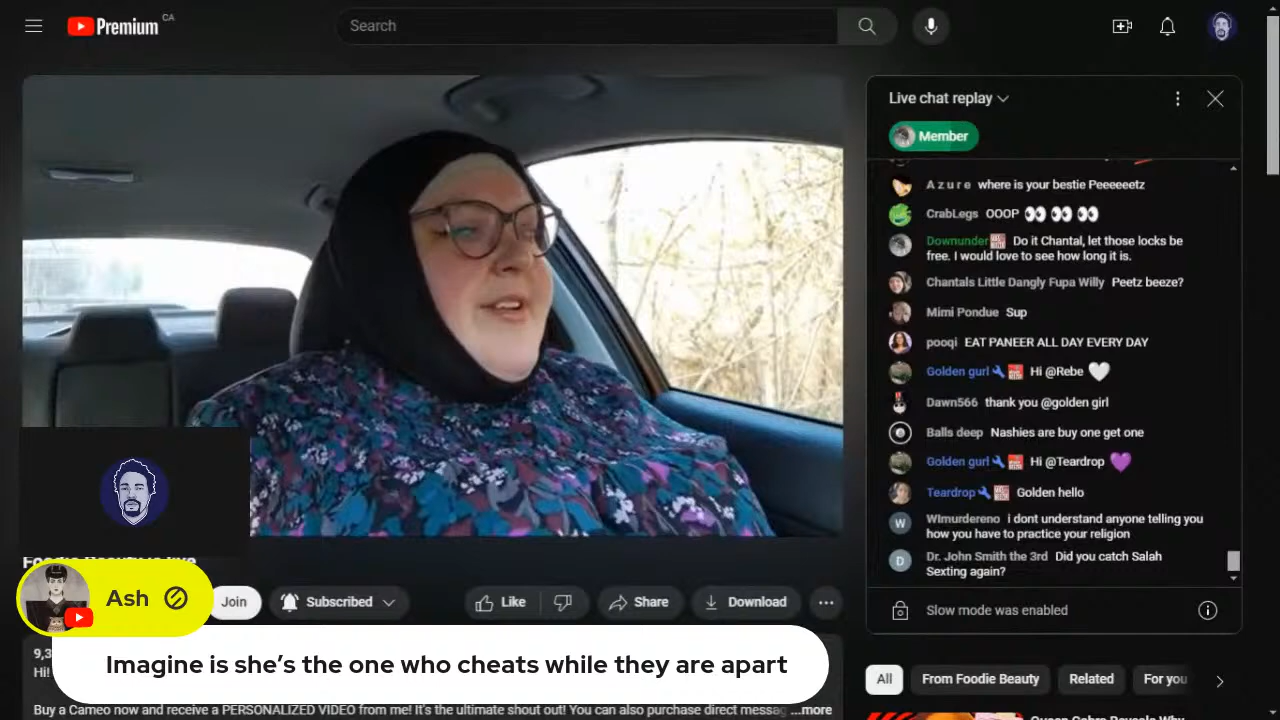 Premium CA
Search
Live chat replay
Member
Azure where is your bestie Peeeeeetz
CrabLegs OOOP 👀 👀 👀
Downunder Do it Chantal, let those locks be
free. I would love to see how long it is.
Chantals Little Dangly Fupa Willy Peetz beeze?
Mimi Pondue Sup
pooqi EAT PANEER ALL DAY EVERY DAY
Golden gurl Hi @Rebe 🤍
Dawn566 thank you @golden girl
Balls deep Nashies are buy one get one
Golden gurl Hi @Teardrop 💜
Teardrop Golden hello
W WImurdereno i dont understand anyone telling you
how you have to practice your religion
D Dr. John Smith the 3rd Did you catch Salah
Sexting again?
Slow mode was enabled
Ash
Join
Subscribed
Like
Share
Download
Imagine is she's the one who cheats while they are apart
9,3
Hi!
Buy a Cameo now and receive a PERSONALIZED VIDEO from me! It's the ultimate shout out! You can also purchase direct messag ...more
All
From Foodie Beauty
Related
For you